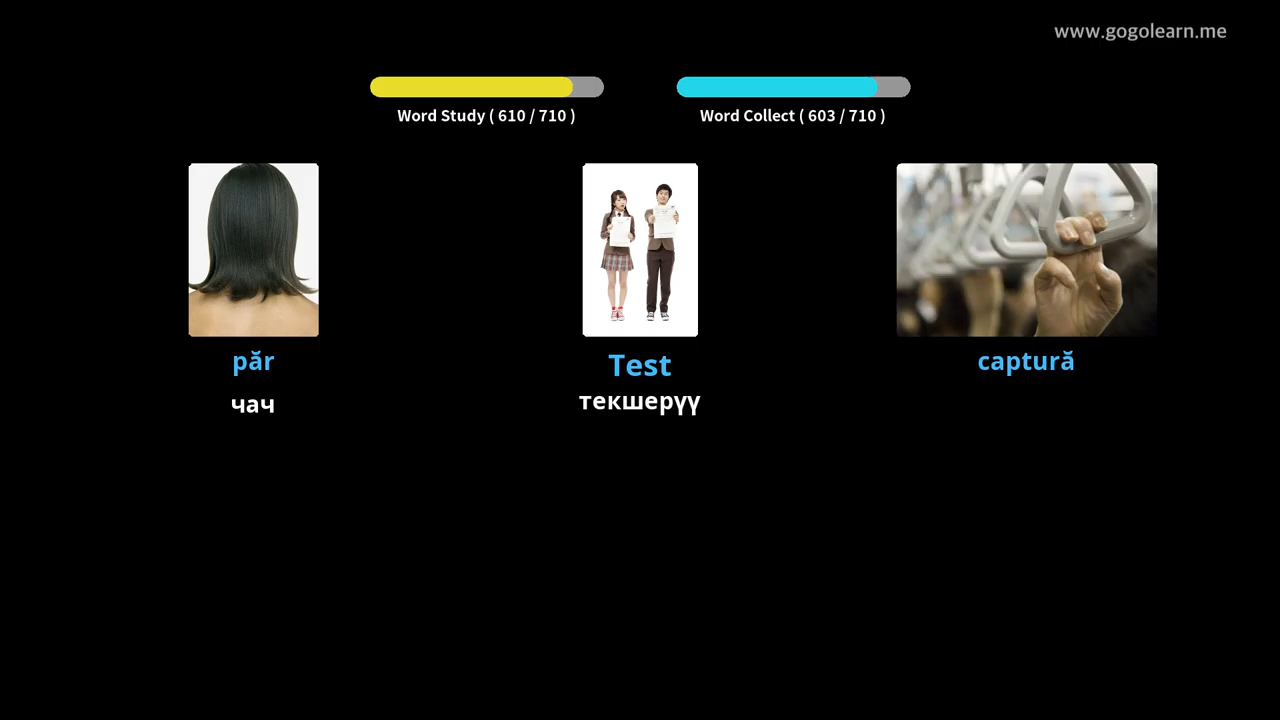 www.gogolearn.me
Word Study ( 610 / 710 )
Word Collect ( 603 / 710 )
păr
Test
captură
чач
текшерүү